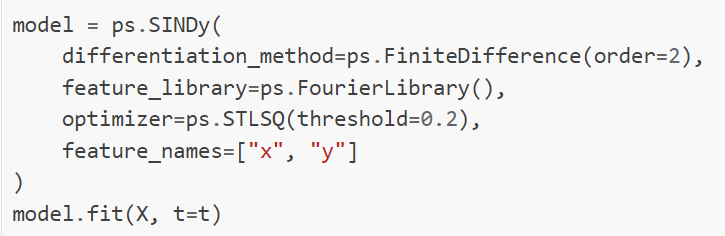 model = ps.SINDy(
    differentiation_method=ps.FiniteDifference(order=2),
    feature_library=ps.FourierLibrary(),
    optimizer=ps.STLSQ(threshold=0.2),
    feature_names=["x", "y"]
)
model.fit(X, t=t)